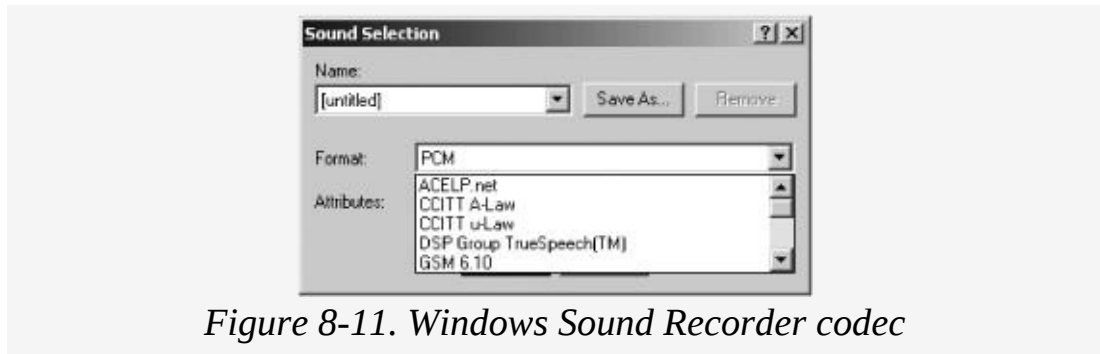 Sound Selection
Name:
[untitled]
Save As...
Remove
Format:
PCM
Attributes:
ACELP.net
CCITT A-Law
CCITT u-Law
DSP Group TrueSpeech(TM)
GSM 6.10
Figure 8-11. Windows Sound Recorder codec